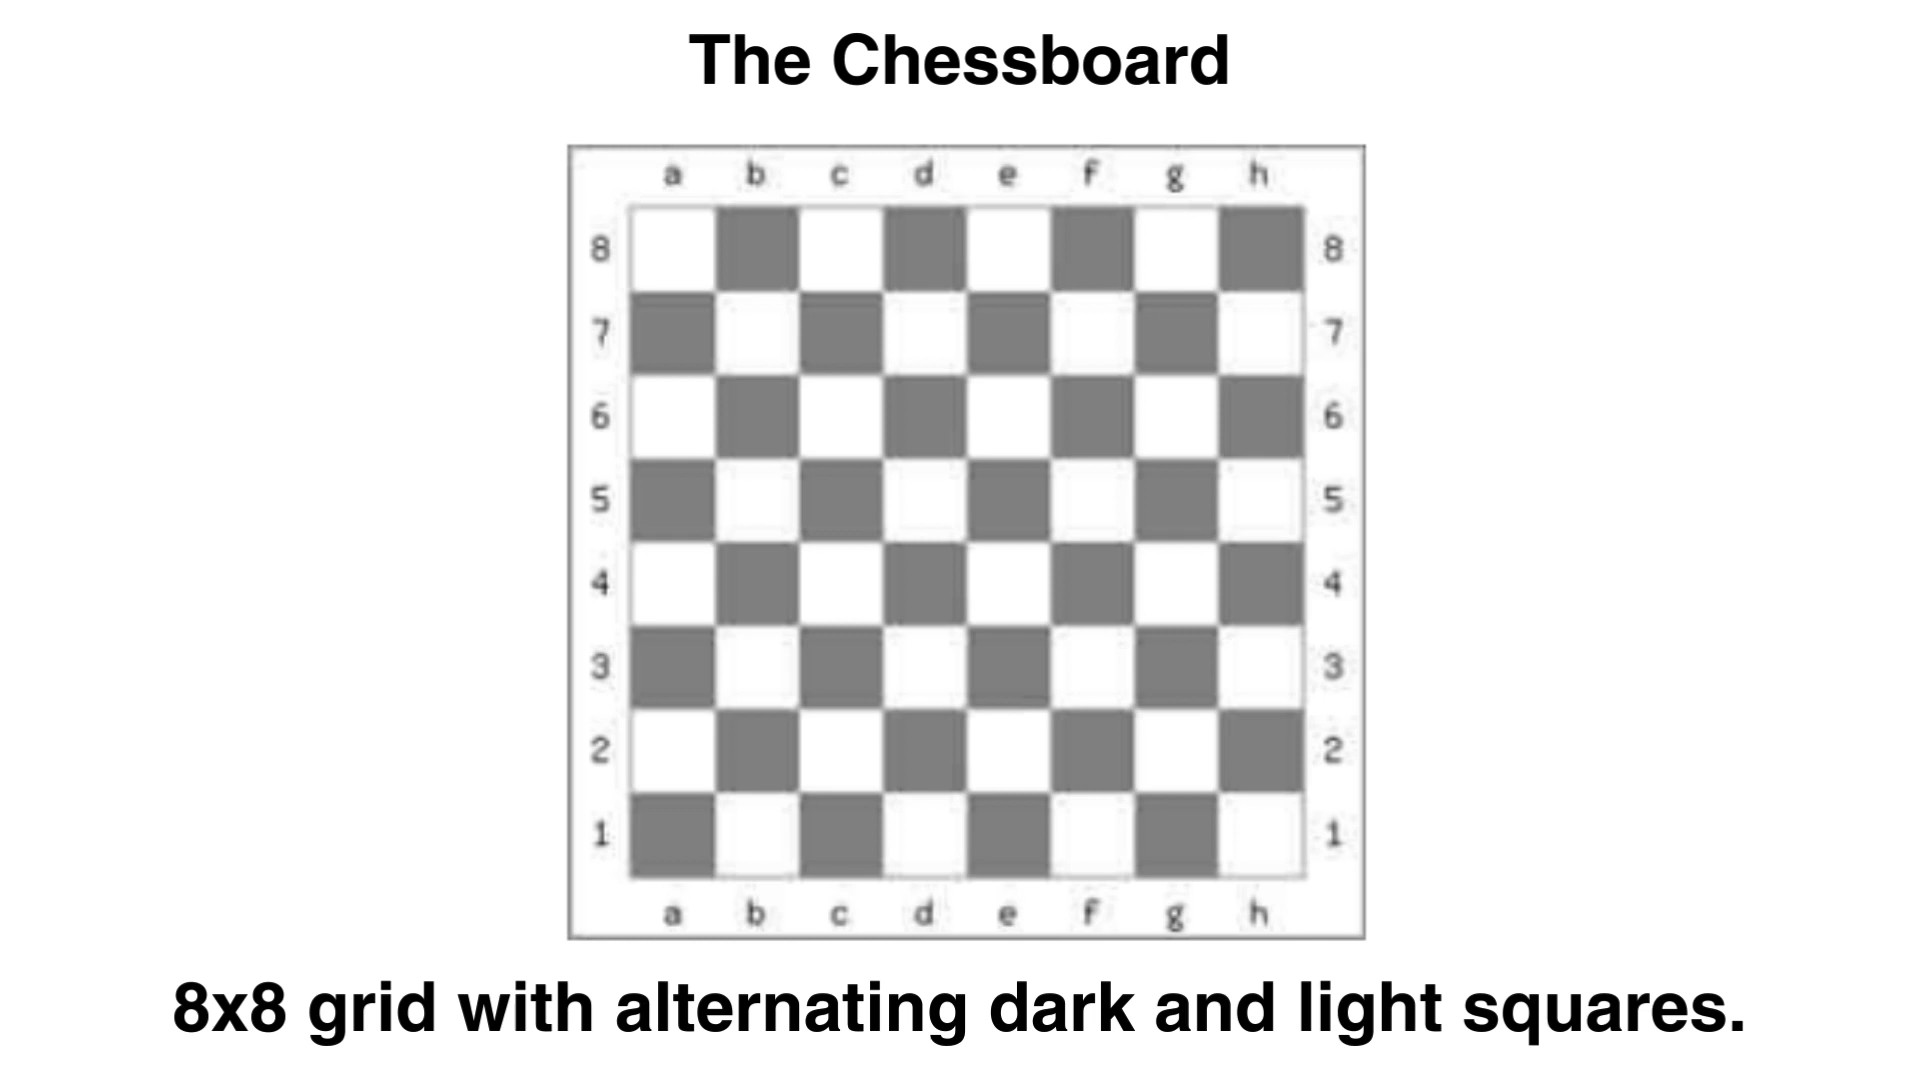 The Chessboard
a b c d e f g h
8 8
7 7
6 6
5 5
4 4
3 3
2 2
1 1
a b c d e f g h
8x8 grid with alternating dark and light squares.